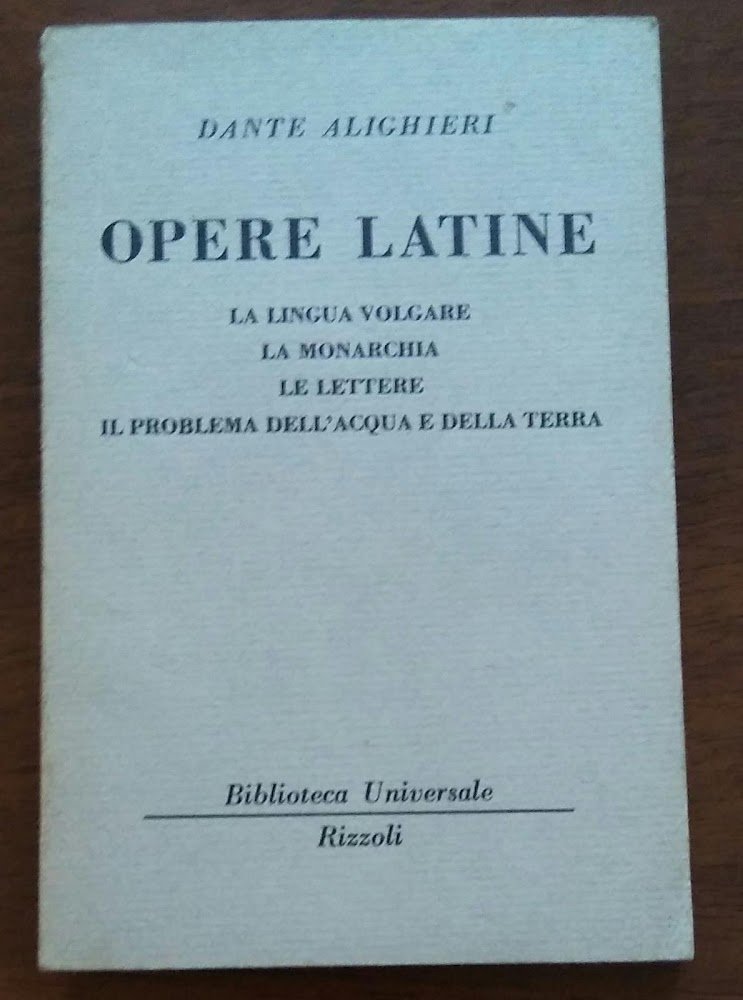 DANTE ALIGHIERI
OPERE LATINE
LA LINGUA VOLGARE
LA MONARCHIA
LE LETTERE
IL PROBLEMA DELL'ACQUA E DELLA TERRA
Biblioteca Universale
Rizzoli